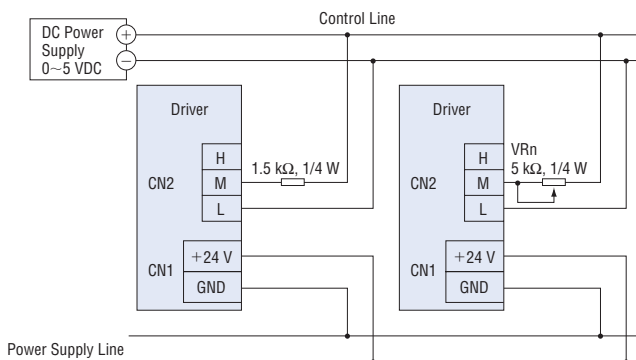 Control Line
DC Power
Supply
0~5 VDC
+
−
Driver
H
M
L
CN2
1.5 kΩ, 1/4 W
CN1
+24 V
GND
Driver
H
M
L
CN2
VRn
5 kΩ, 1/4 W
CN1
+24 V
GND
Power Supply Line